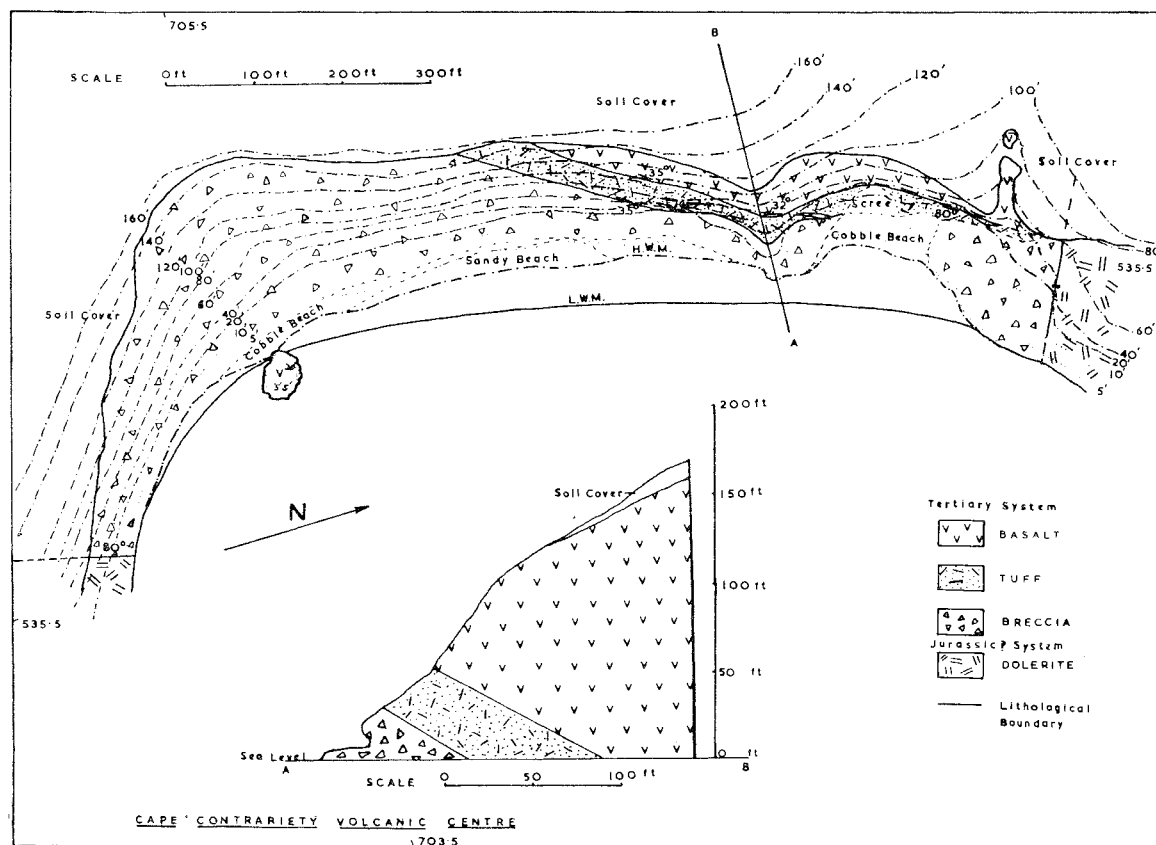 705·5
SCALE 0ft 100ft 200ft 300ft
B
160'
120'
140'
100'
Soil Cover
Soil Cover
35°
35°
32°
Scree
80°
160
140
120
100
80
60
40
20
10
5'
Soil Cover
Cobble Beach
Sandy Beach
H.W.M.
L.W.M.
Cobble Beach
A
80'
535·5
60'
40'
20'
10'
5'
35°
80°
535·5
N
200 ft
150 ft
100 ft
50 ft
0 ft
Soil Cover
Sea Level
A
B
SCALE 0 50 100 ft
Tertiary System
BASALT
TUFF
BRECCIA
Jurassic? System
DOLERITE
Lithological
Boundary
CAPE CONTRARIETY VOLCANIC CENTRE
703·5